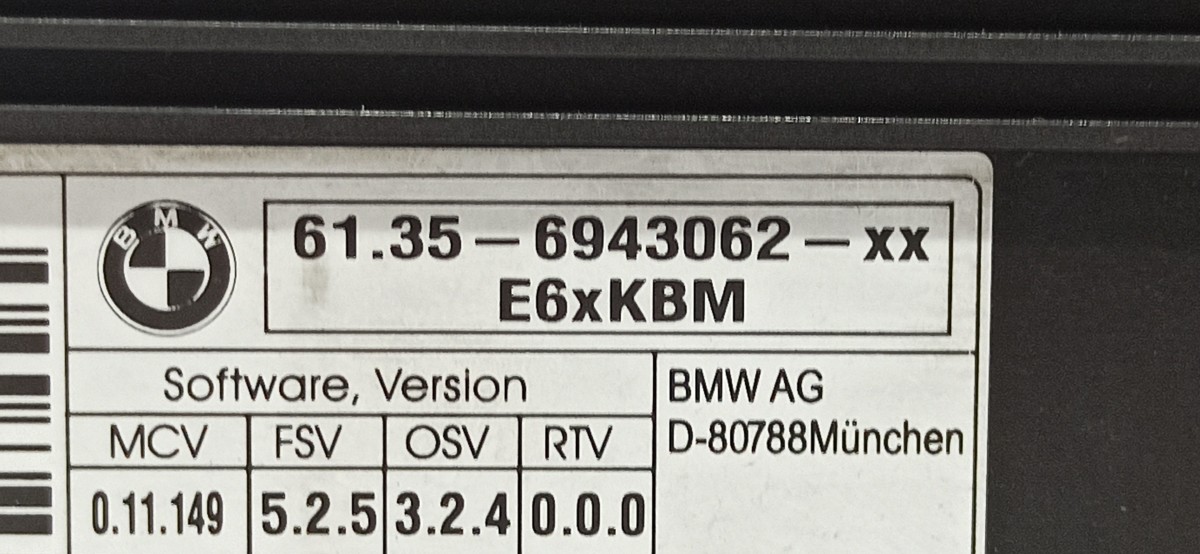 BMW
61.35 – 6943062 – xx
E6xKBM
Software, Version
MCV FSV OSV RTV
0.11.149 5.2.5 3.2.4 0.0.0
BMW AG
D-80788München